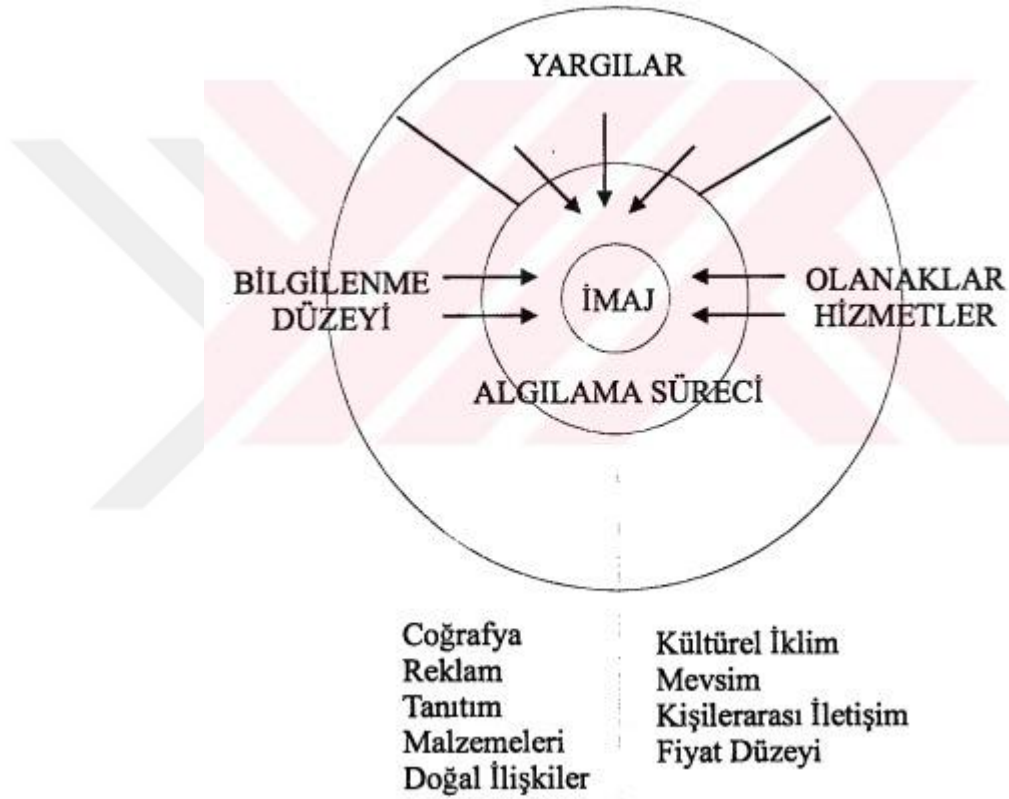 YARGILAR
BİLGİLENME
DÜZEYİ
İMAJ
OLANAKLAR
HİZMETLER
ALGILAMA SÜRECİ
Coğrafya
Reklam
Tanıtım
Malzemeleri
Doğal İlişkiler
Kültürel İklim
Mevsim
Kişilerarası İletişim
Fiyat Düzeyi